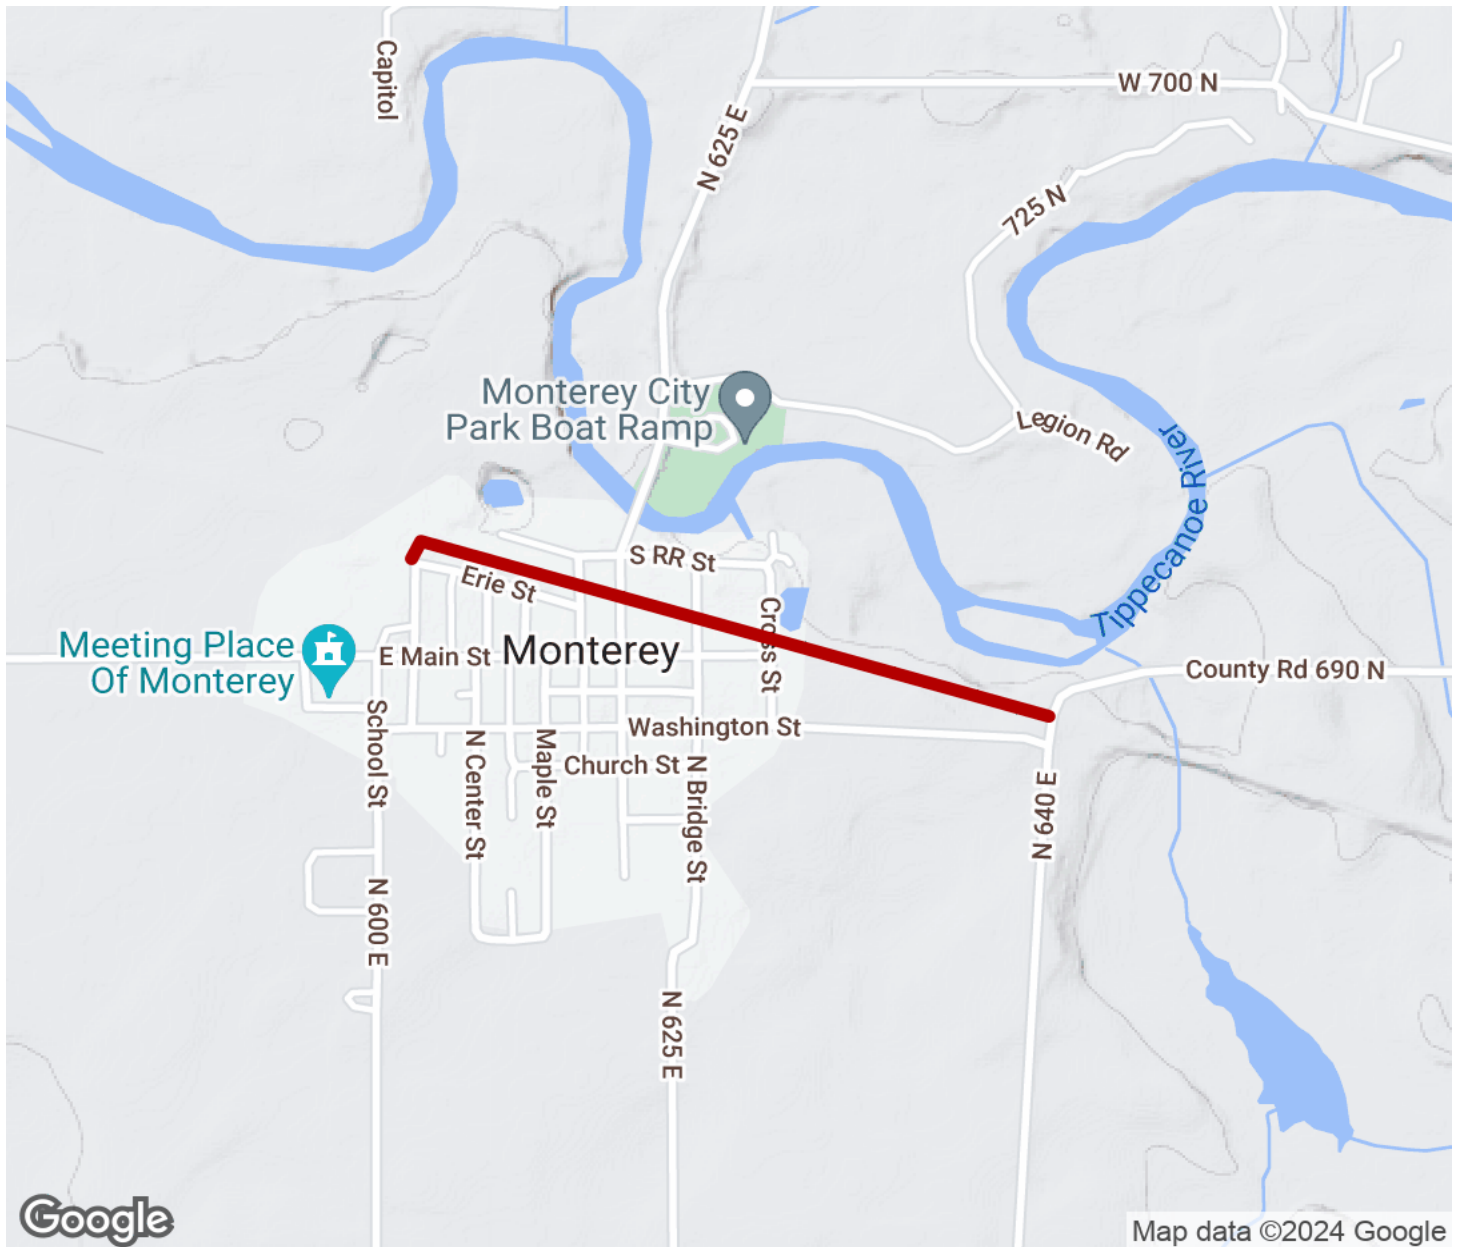 Capitol
W 700 N
N 625 E
725 N
Monterey City
Park Boat Ramp
Legion Rd
Tippecanoe River
S RR St
Erie St
Cross St
Meeting Place
Of Monterey
E Main St
Monterey
County Rd 690 N
School St
Washington St
N Center St
Maple St
Church St
N Bridge St
N 640 E
N 600 E
N 625 E
Google
Map data ©2024 Google